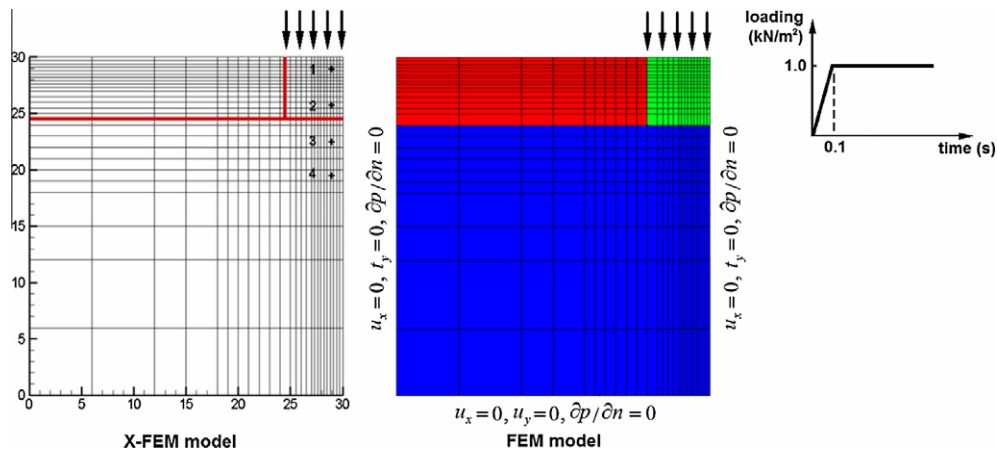 30
25
20
15
10
5
0
1
2
3
4
0
5
10
15
20
25
30
X-FEM model
u_x=0, t_y=0, ∂p/∂n=0
u_x=0, t_y=0, ∂p/∂n=0
u_x=0, u_y=0, ∂p/∂n=0
FEM model
loading
(kN/m²)
1.0
0.1
time (s)